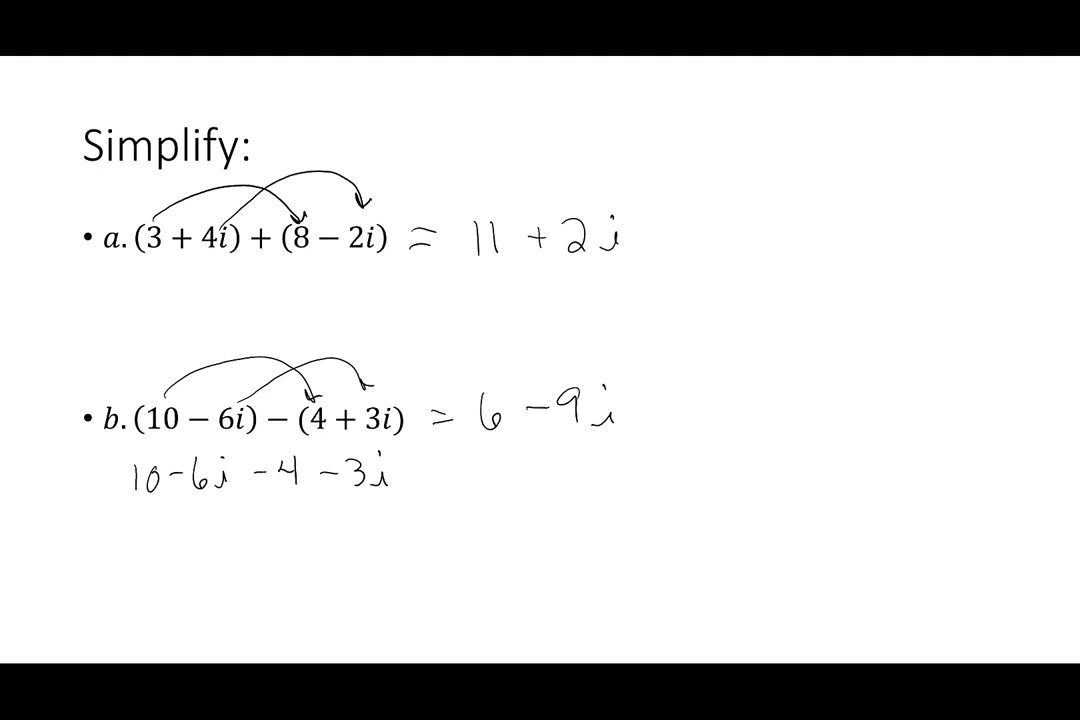 Simplify:
• a. (3 + 4i) + (8 − 2i) = 11 + 2i
• b. (10 − 6i) − (4 + 3i) = 6 − 9i
10 − 6i − 4 − 3i